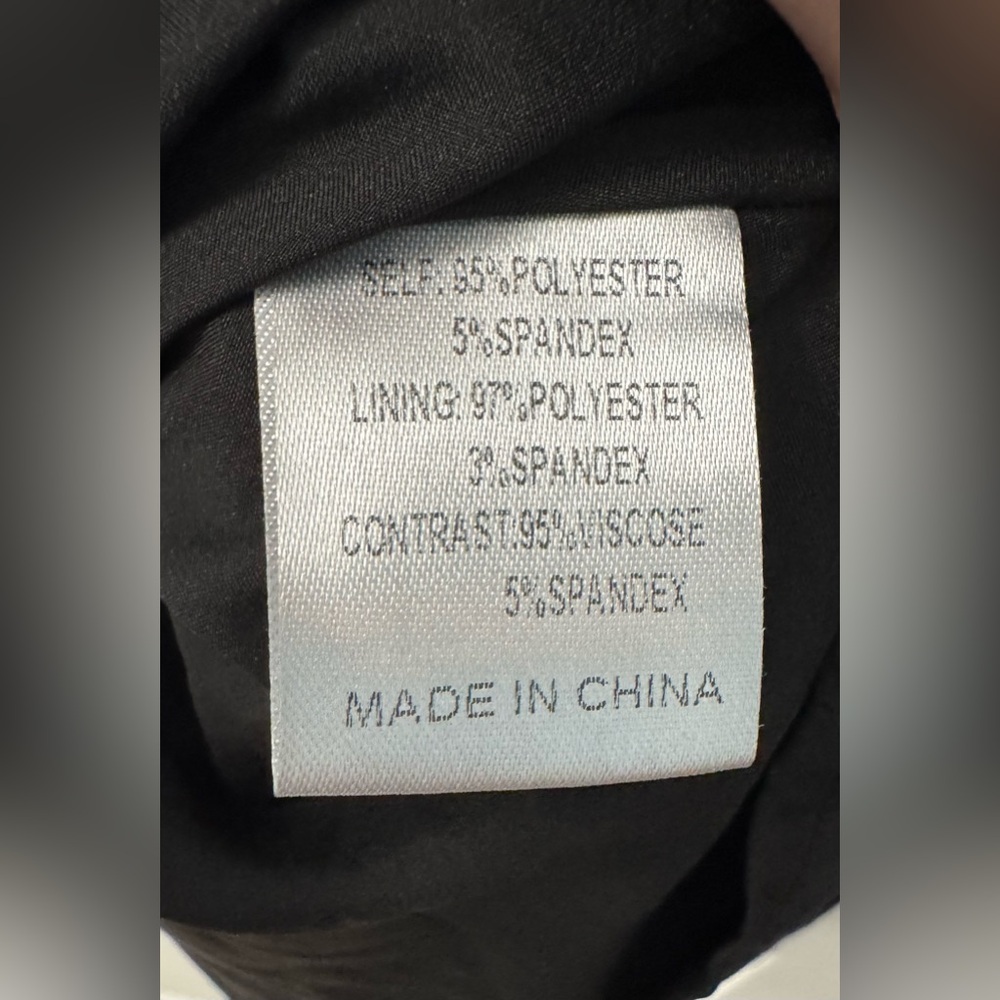 SELF: 95%POLYESTER
5%SPANDEX
LINING: 97%POLYESTER
3%SPANDEX
CONTRAST:95%VISCOSE
5%SPANDEX
MADE IN CHINA